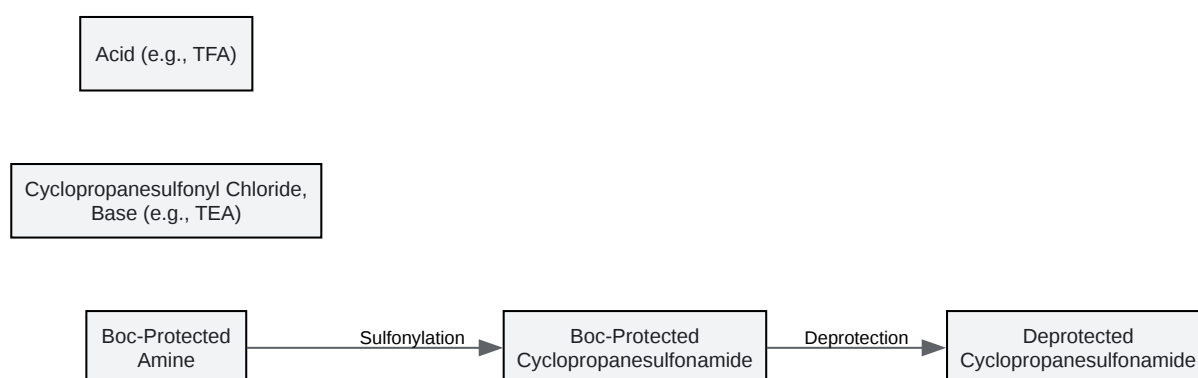 Acid (e.g., TFA)
Cyclopropanesulfonyl Chloride,
Base (e.g., TEA)
Boc-Protected
Amine
Sulfonylation
Boc-Protected
Cyclopropanesulfonamide
Deprotection
Deprotected
Cyclopropanesulfonamide